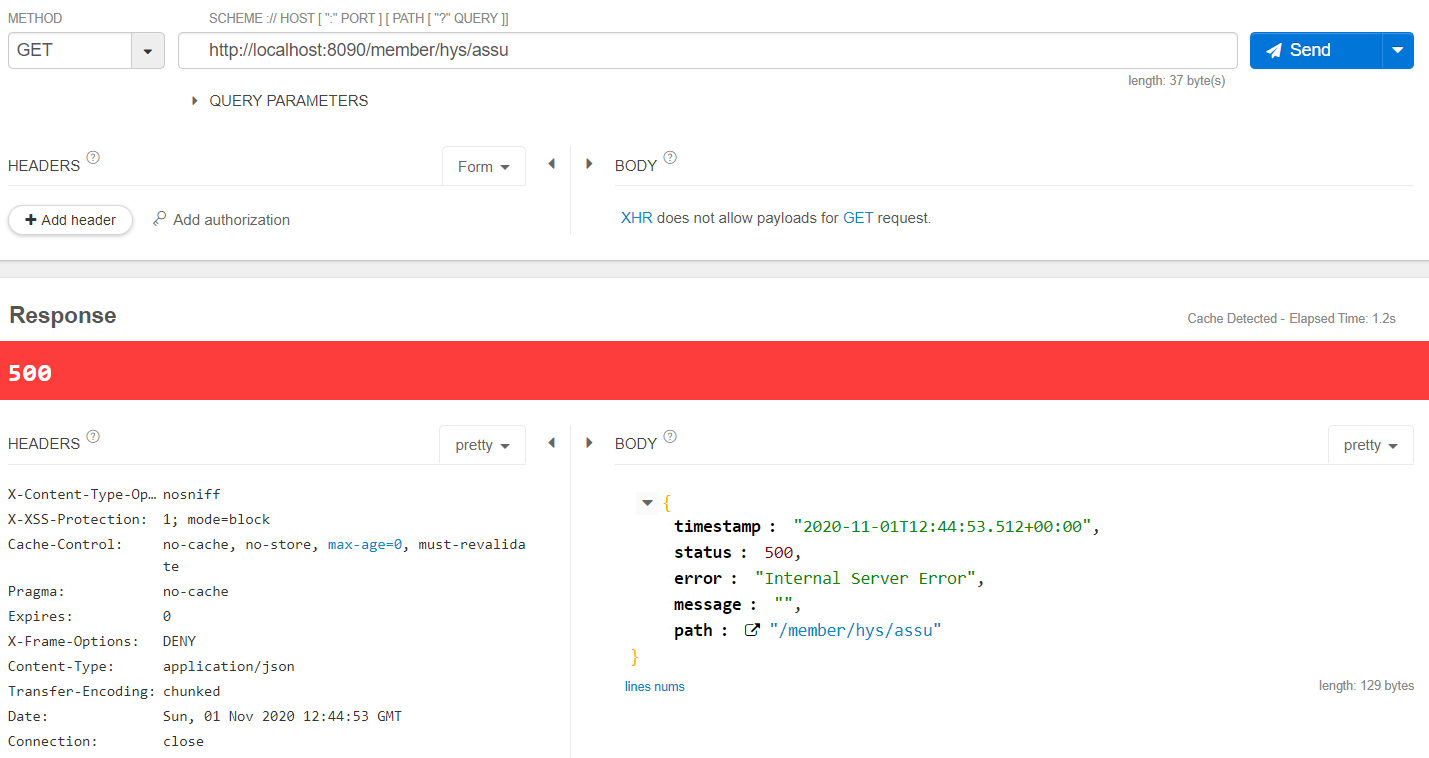 METHOD
SCHEME :// HOST [ ":" PORT ] [ PATH [ "?" QUERY ]]
GET
http://localhost:8090/member/hys/assu
Send
length: 37 byte(s)
QUERY PARAMETERS
HEADERS ?
Form
BODY ?
+ Add header
Add authorization
XHR does not allow payloads for GET request.
Response
Cache Detected - Elapsed Time: 1.2s
500
HEADERS ?
pretty
BODY ?
pretty
X-Content-Type-Op… nosniff
X-XSS-Protection: 1; mode=block
Cache-Control: no-cache, no-store, max-age=0, must-revalida
te
Pragma: no-cache
Expires: 0
X-Frame-Options: DENY
Content-Type: application/json
Transfer-Encoding: chunked
Date: Sun, 01 Nov 2020 12:44:53 GMT
Connection: close
{
timestamp : "2020-11-01T12:44:53.512+00:00",
status : 500,
error : "Internal Server Error",
message : "",
path : "/member/hys/assu"
}
lines nums
length: 129 bytes